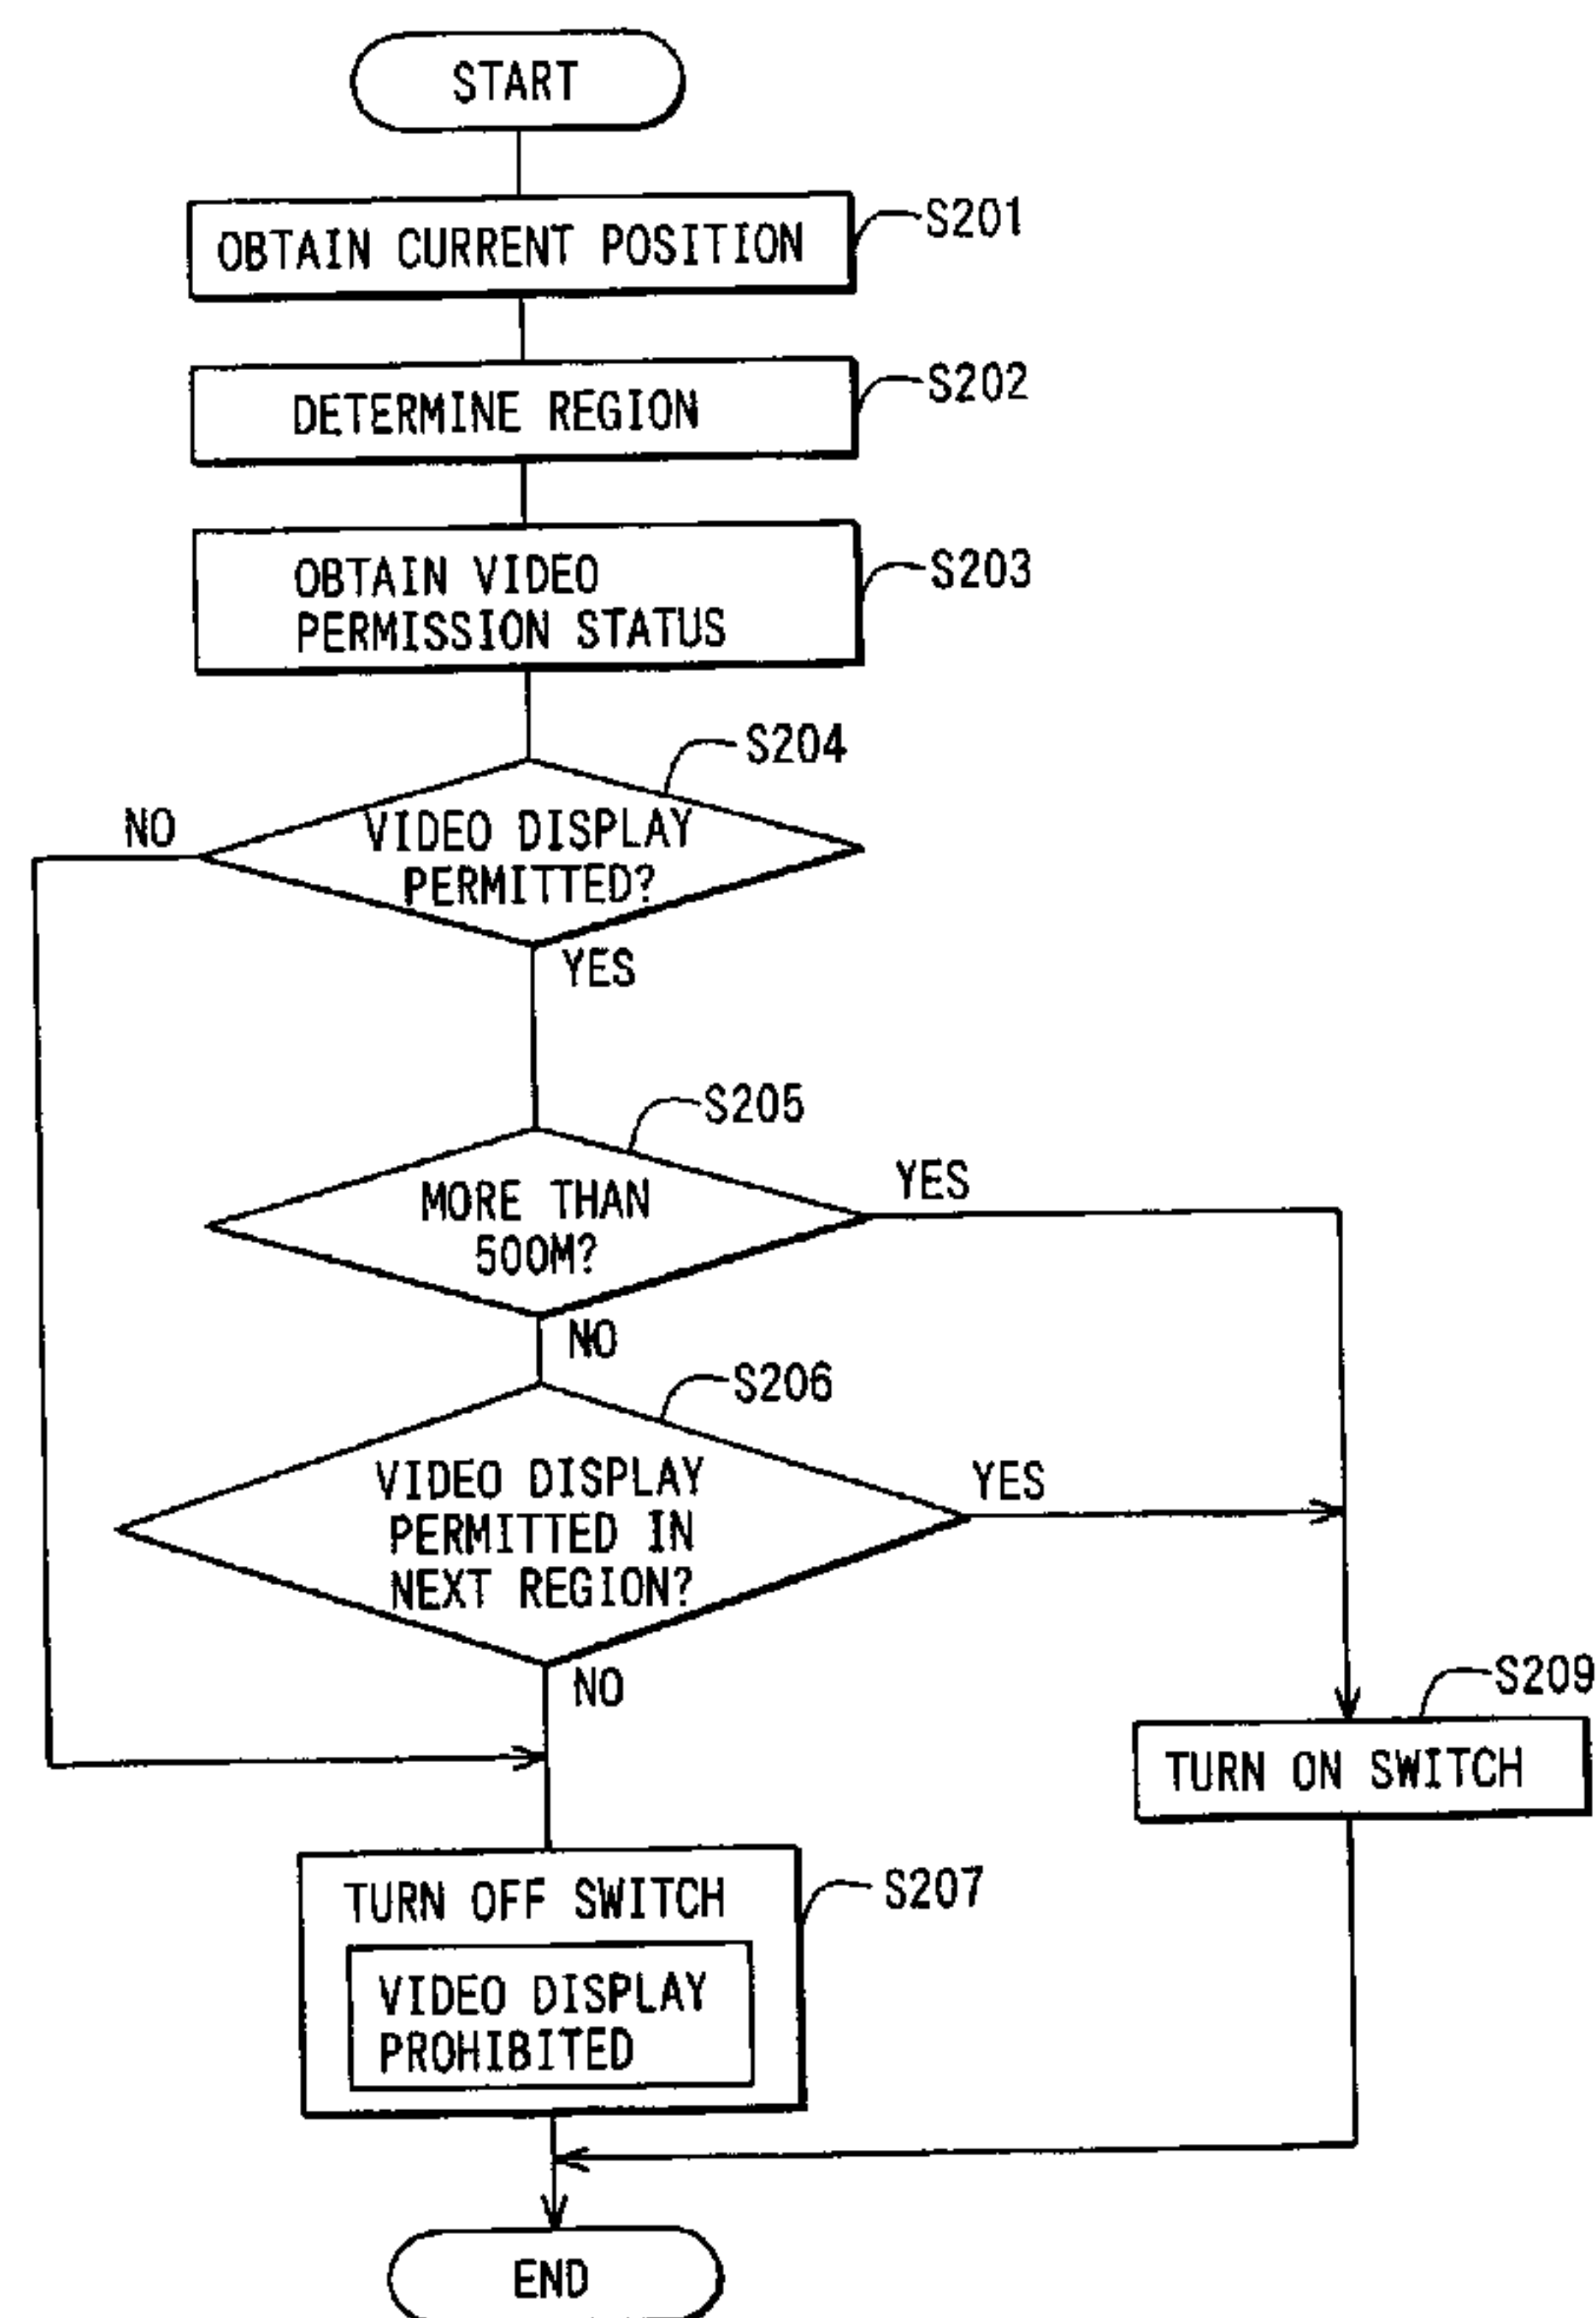 START
OBTAIN CURRENT POSITION
S201
DETERMINE REGION
S202
OBTAIN VIDEO
PERMISSION STATUS
S203
S204
NO
VIDEO DISPLAY
PERMITTED?
YES
S205
MORE THAN
500M?
YES
NO
S206
VIDEO DISPLAY
PERMITTED IN
NEXT REGION?
YES
NO
S209
TURN ON SWITCH
TURN OFF SWITCH
S207
VIDEO DISPLAY
PROHIBITED
END